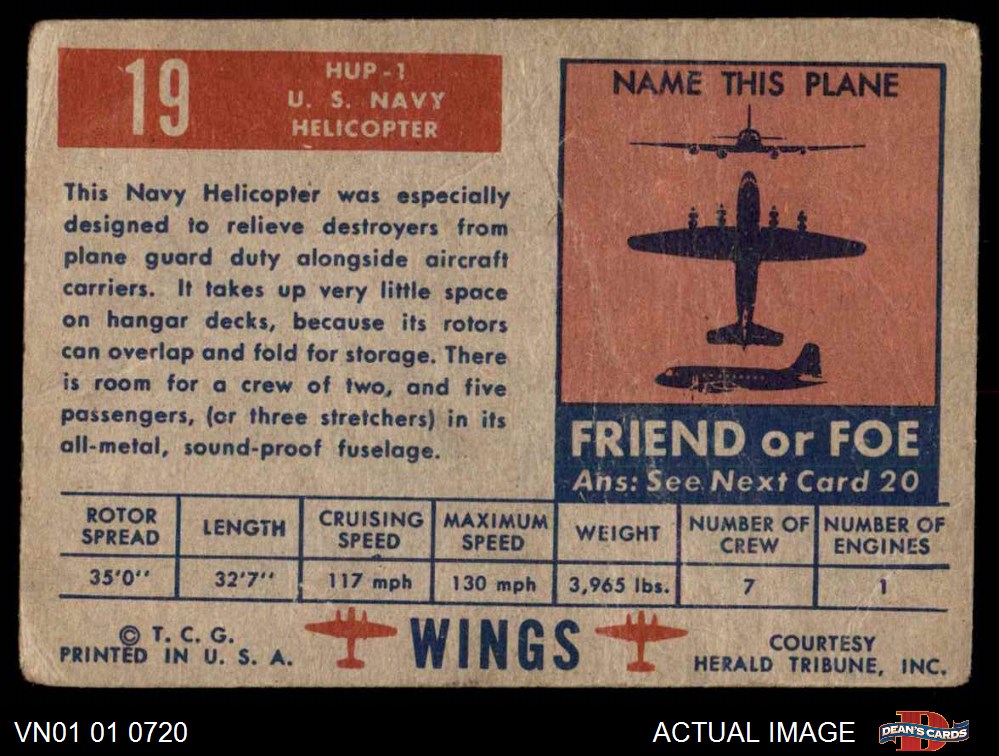 19
HUP-1
U. S. NAVY
HELICOPTER
This Navy Helicopter was especially
designed to relieve destroyers from
plane guard duty alongside aircraft
carriers. It takes up very little space
on hangar decks, because its rotors
can overlap and fold for storage. There
is room for a crew of two, and five
passengers, (or three stretchers) in its
all-metal, sound-proof fuselage.
NAME THIS PLANE
FRIEND or FOE
Ans: See Next Card 20
ROTOR SPREAD LENGTH CRUISING SPEED MAXIMUM SPEED WEIGHT NUMBER OF CREW NUMBER OF ENGINES
35'0'' 32'7'' 117 mph 130 mph 3,965 lbs. 7 1
© T. C. G.
PRINTED IN U. S. A.
WINGS
COURTESY
HERALD TRIBUNE, INC.
VN01 01 0720
ACTUAL IMAGE
D
DEAN'S CARDS